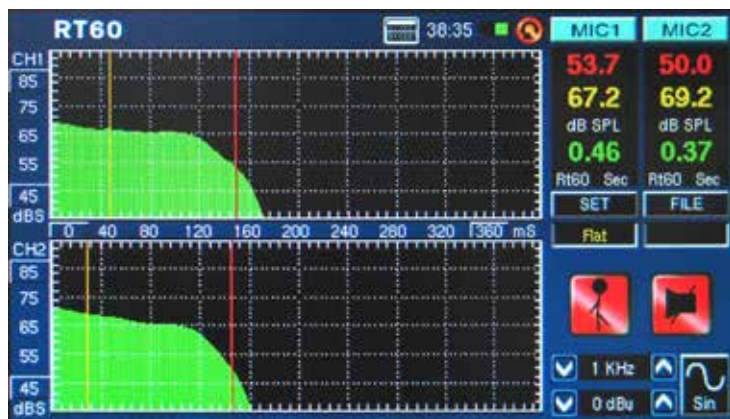 RT60 38:35 MIC1 MIC2
CH1
85
75
65
55
45
dBS
53.7 50.0
67.2 69.2
dB SPL dB SPL
0.46 0.37
Rt60 Sec Rt60 Sec
SET FILE
Flat
0 40 80 120 160 200 240 280 320 360 mS
CH2
85
75
65
55
45
dBS
1 KHz
0 dBu
Sin